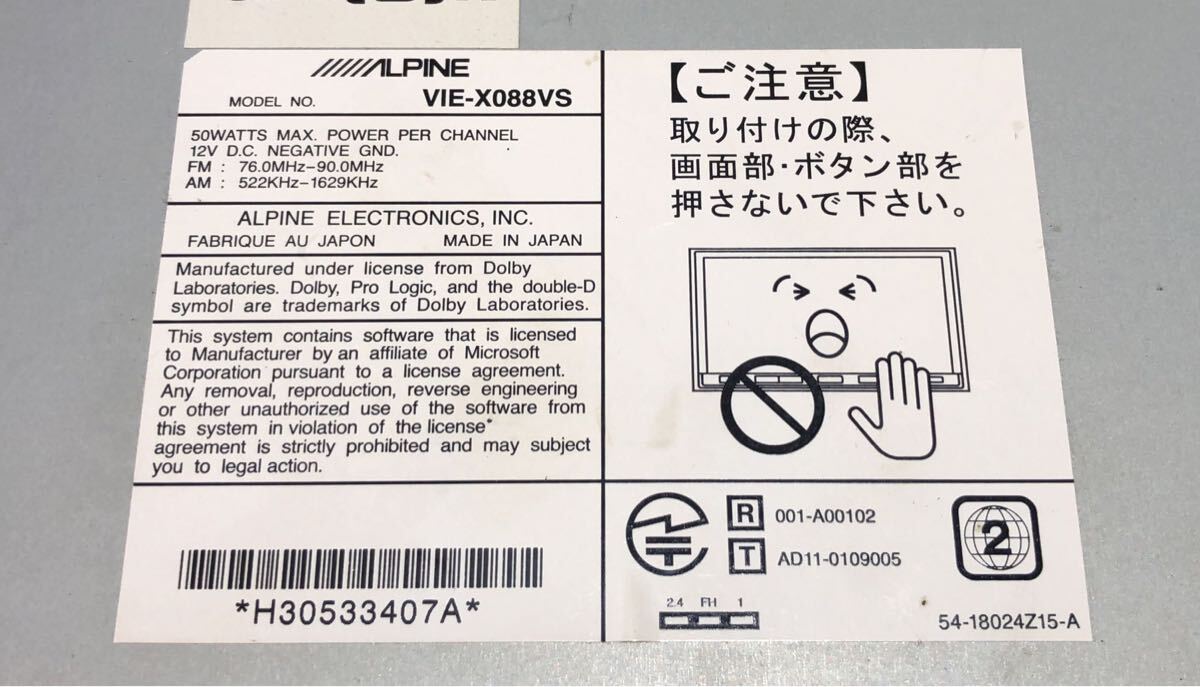 ALPINE
MODEL NO. VIE-X088VS
50WATTS MAX. POWER PER CHANNEL
12V D.C. NEGATIVE GND.
FM : 76.0MHz-90.0MHz
AM : 522KHz-1629KHz
ALPINE ELECTRONICS, INC.
FABRIQUE AU JAPON MADE IN JAPAN
Manufactured under license from Dolby
Laboratories. Dolby, Pro Logic, and the double-D
symbol are trademarks of Dolby Laboratories.
This system contains software that is licensed
to Manufacturer by an affiliate of Microsoft
Corporation pursuant to a license agreement.
Any removal, reproduction, reverse engineering
or other unauthorized use of the software from
this system in violation of the license
agreement is strictly prohibited and may subject
you to legal action.
*H30533407A*
【ご注意】
取り付けの際、
画面部・ボタン部を
押さないで下さい。
R 001-A00102
T AD11-0109005
2
2.4 FH 1
54-18024Z15-A